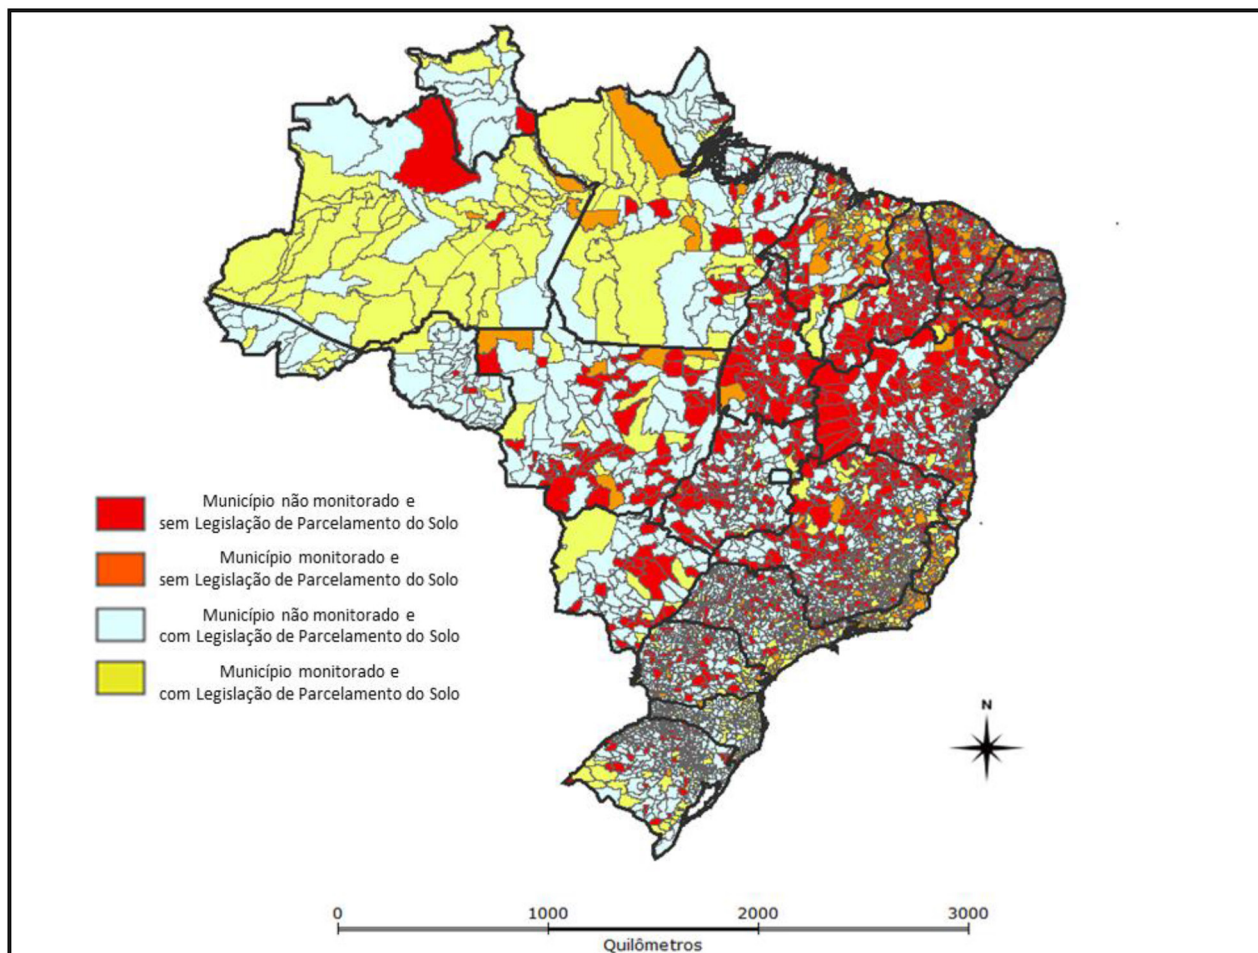 Município não monitorado e
sem Legislação de Parcelamento do Solo
Município monitorado e
sem Legislação de Parcelamento do Solo
Município não monitorado e
com Legislação de Parcelamento do Solo
Município monitorado e
com Legislação de Parcelamento do Solo
N
0 1000 2000 3000
Quilômetros